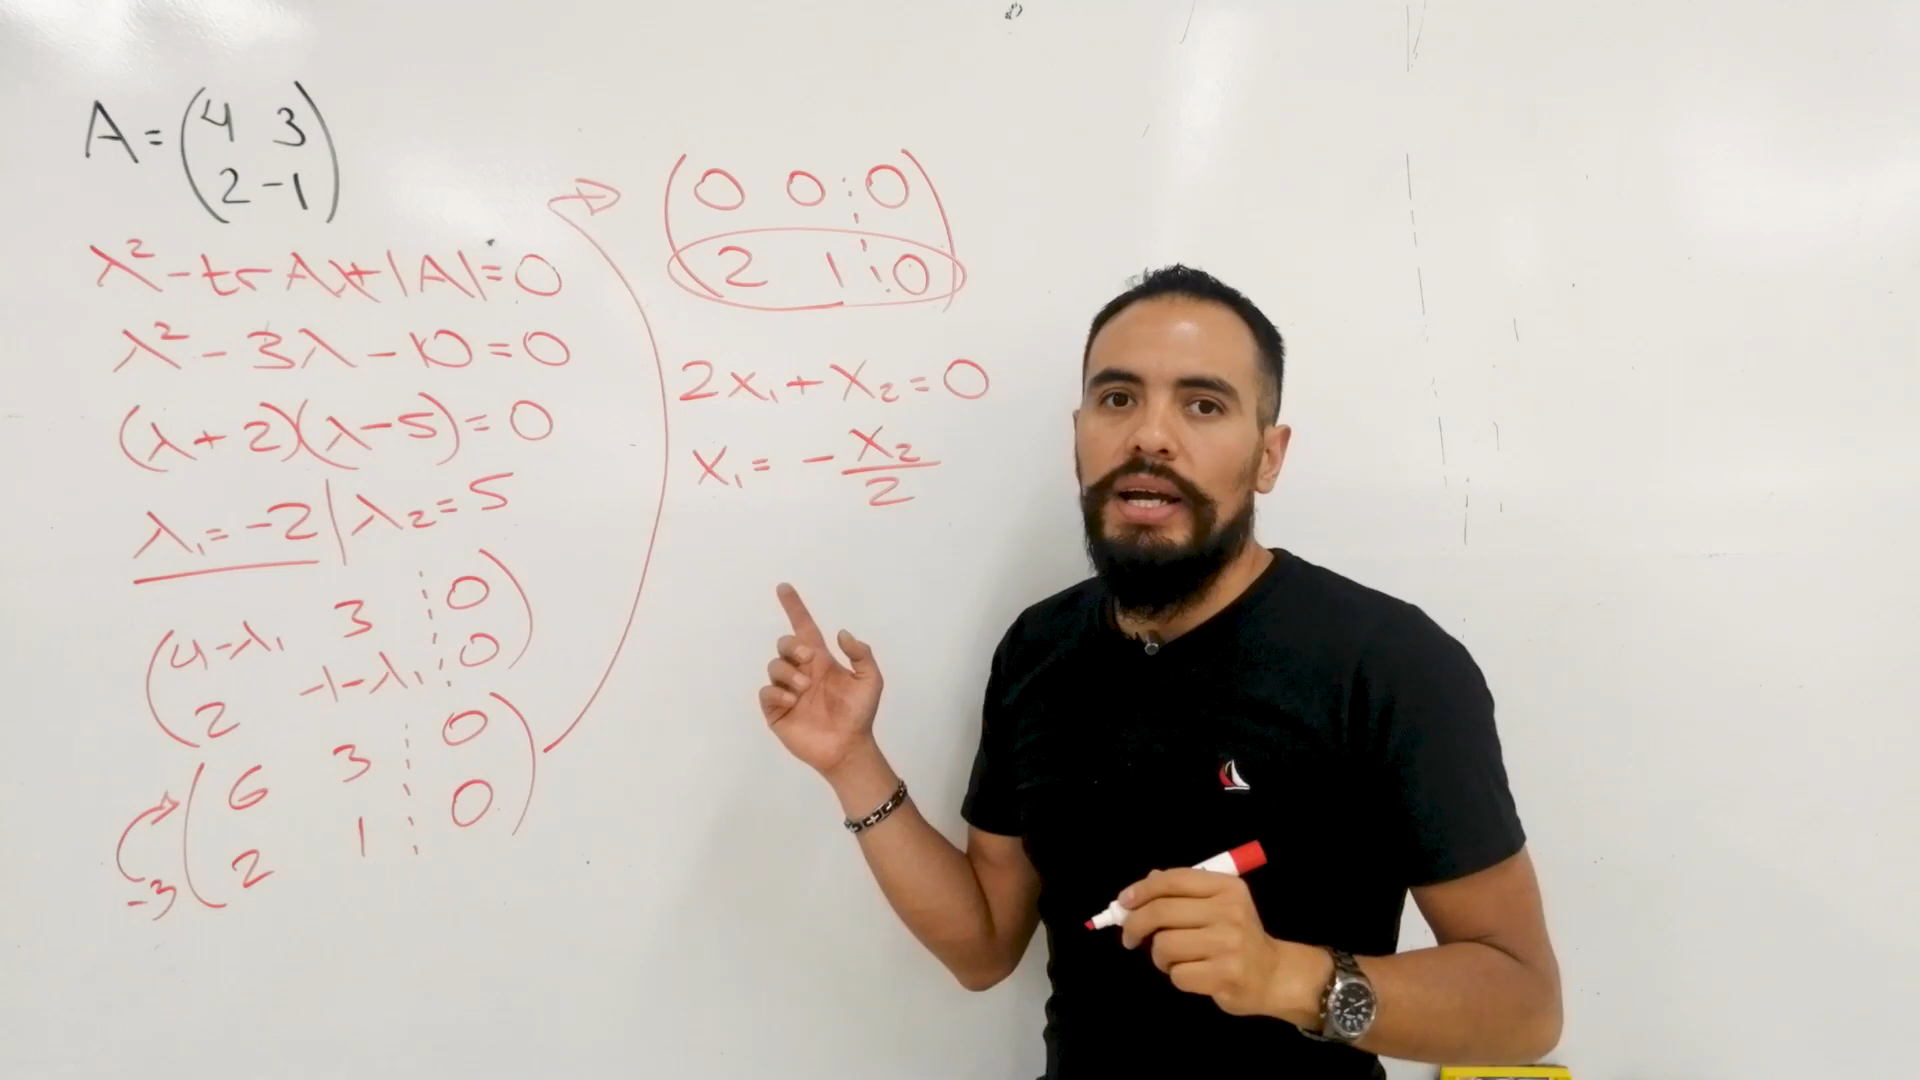 A = (4 3
2 -1)
λ² - tr Aλ + |A| = 0
λ² - 3λ - 10 = 0
(λ + 2)(λ - 5) = 0
λ₁ = -2 | λ₂ = 5
(4-λ₁ 3 ⋮ 0
2 -1-λ₁ ⋮ 0)
(6 3 ⋮ 0
-3 2 1 ⋮ 0)
(0 0 ⋮ 0
2 1 ⋮ 0)
2x₁ + x₂ = 0
x₁ = - x₂/2